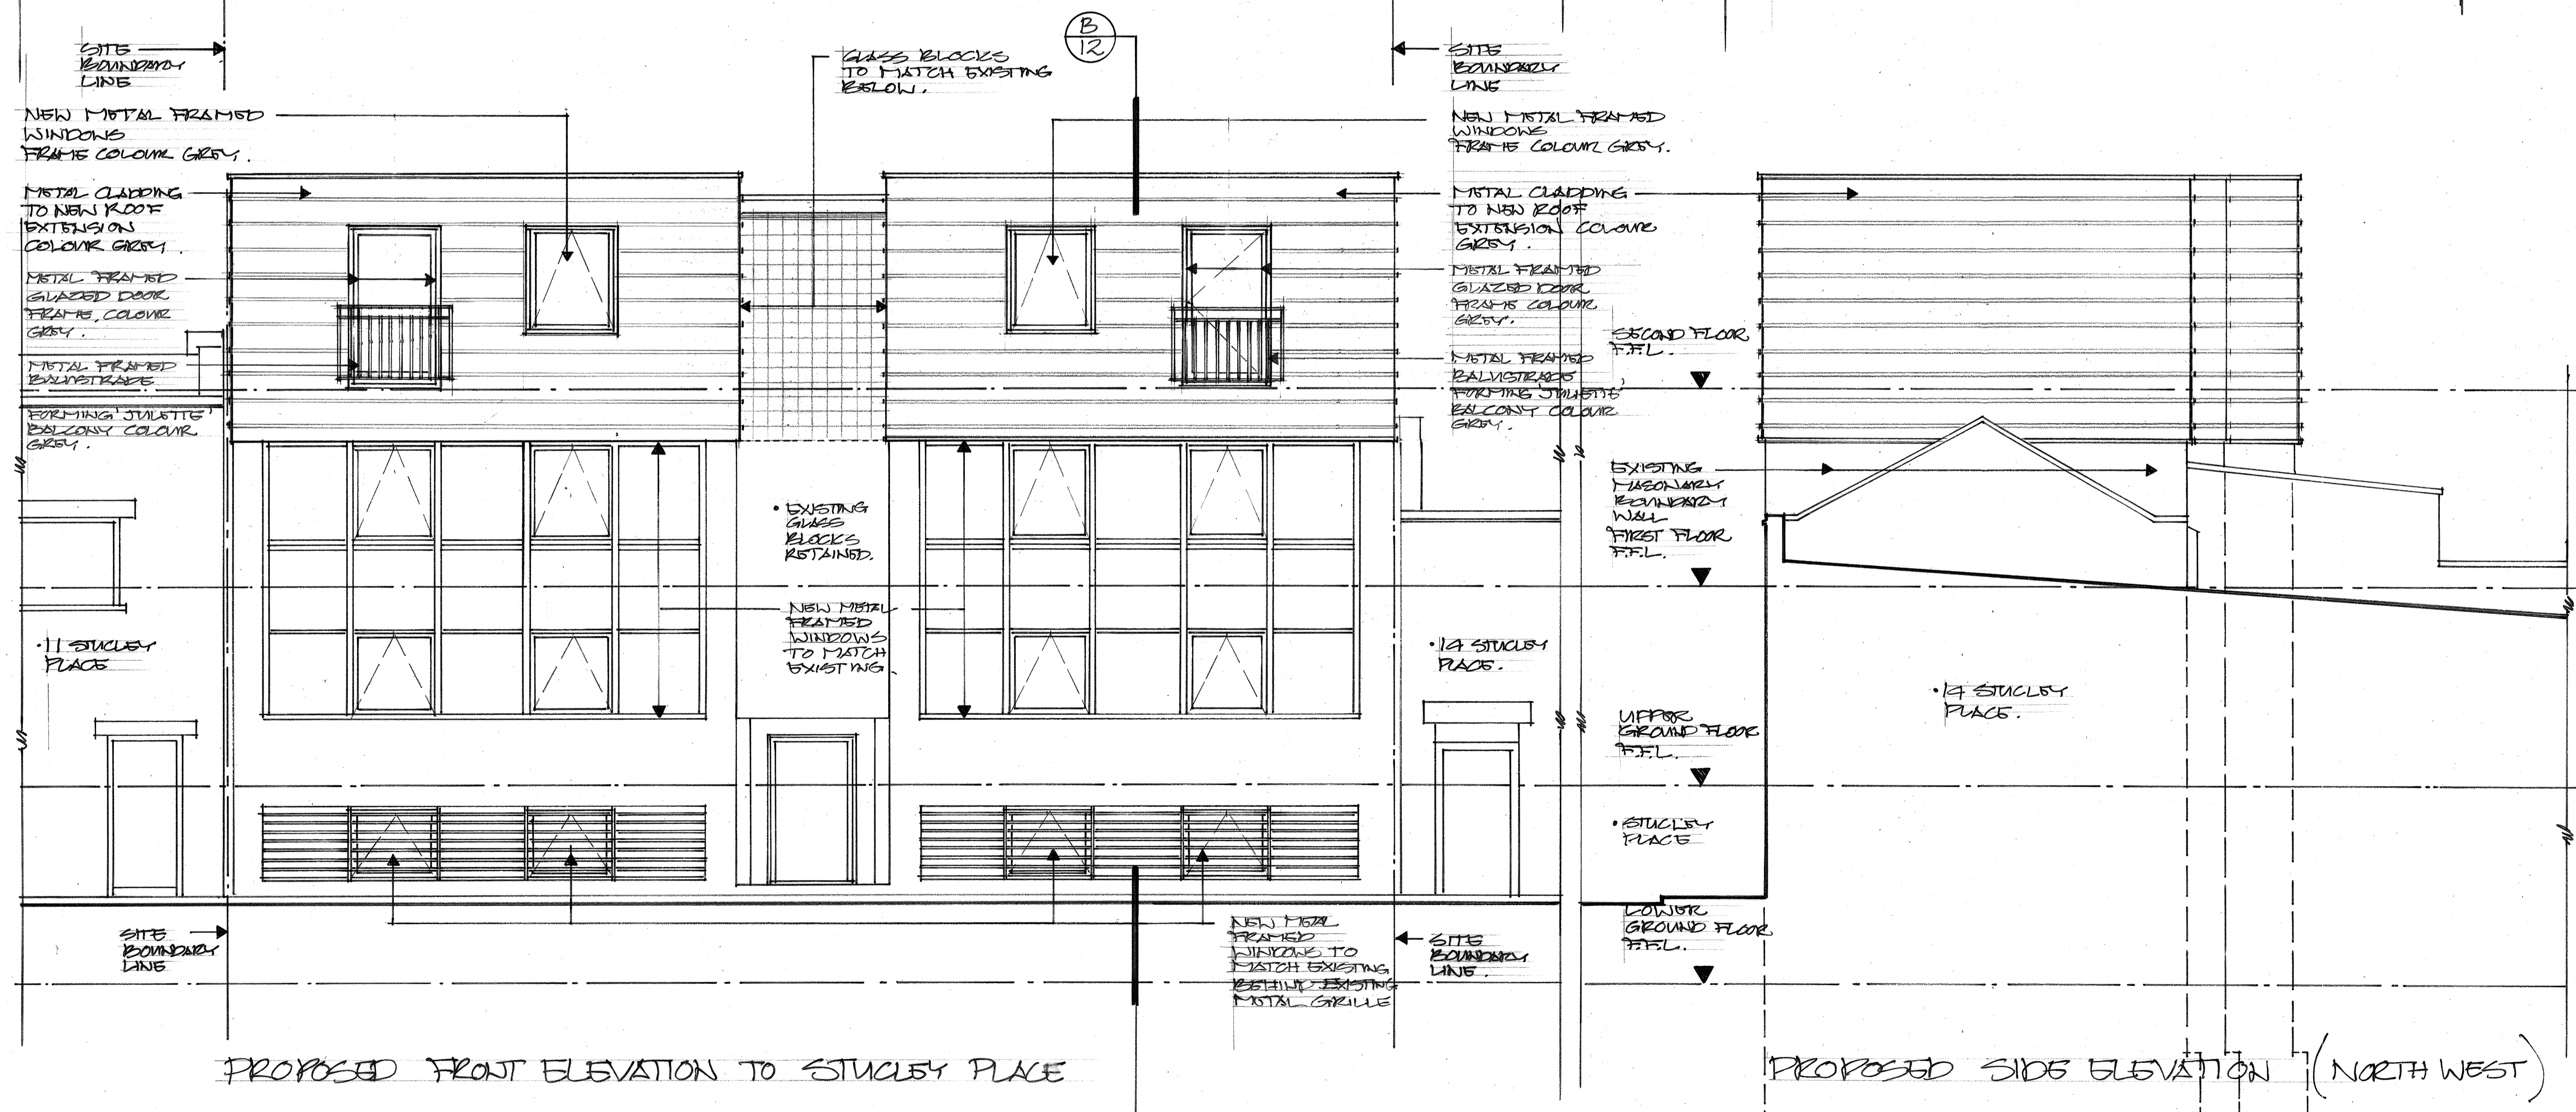 SITE
BOUNDARY
LINE
NEW METAL FRAMED
WINDOWS
FRAME COLOUR GREY.
METAL CLADDING
TO NEW ROOF
EXTENSION
COLOUR GREY.
METAL FRAMED
GLAZED DOOR
FRAME, COLOUR
GREY.
METAL FRAMED
BALUSTRADE
FORMING 'JULIETTE'
BALCONY COLOUR
GREY.
• 11 STUCLEY
PLACE
SITE
BOUNDARY
LINE
GLASS BLOCKS
TO MATCH EXISTING
BELOW.
B
12
• EXISTING
GLASS
BLOCKS
RETAINED.
NEW METAL
FRAMED
WINDOWS
TO MATCH
EXISTING.
NEW METAL
FRAMED
WINDOWS TO
MATCH EXISTING
BEHIND EXISTING
METAL GRILLE
SITE
BOUNDARY
LINE
NEW METAL FRAMED
WINDOWS
FRAME COLOUR GREY.
METAL CLADDING
TO NEW ROOF
EXTENSION COLOUR
GREY.
METAL FRAMED
GLAZED DOOR
FRAME COLOUR
GREY.
METAL FRAMED
BALUSTRADE
FORMING 'JULIETTE'
BALCONY COLOUR
GREY.
• 14 STUCLEY
PLACE.
SITE
BOUNDARY
LINE.
SECOND FLOOR
F.F.L.
EXISTING
MASONARY
BOUNDARY
WALL
FIRST FLOOR
F.F.L.
UPPER
GROUND FLOOR
F.F.L.
• STUCLEY
PLACE
LOWER
GROUND FLOOR
F.F.L.
• 14 STUCLEY
PLACE.
PROPOSED FRONT ELEVATION TO STUCLEY PLACE
PROPOSED SIDE ELEVATION (NORTH WEST)